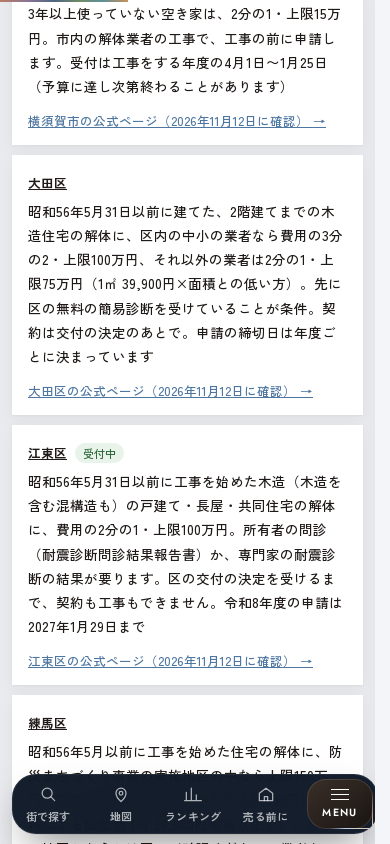 3年以上使っていない空き家は、2分の1・上限15万
円。市内の解体業者の工事で、工事の前に申請し
ます。受付は工事をする年度の4月1日〜1月25日
（予算に達し次第終わることがあります）
横須賀市の公式ページ（2026年11月12日に確認） →
大田区
昭和56年5月31日以前に建てた、2階建てまでの木
造住宅の解体に、区内の中小の業者なら費用の3分
の2・上限100万円、それ以外の業者は2分の1・上
限75万円（1㎡ 39,900円×面積との低い方）。先に
区の無料の簡易診断を受けていることが条件。契
約は交付の決定のあとで。申請の締切日は年度ご
とに決まっています
大田区の公式ページ（2026年11月12日に確認） →
江東区 受付中
昭和56年5月31日以前に工事を始めた木造（木造を
含む混構造も）の戸建て・長屋・共同住宅の解体
に、費用の2分の1・上限100万円。所有者の問診
（耐震診断問診結果報告書）か、専門家の耐震診
断の結果が要ります。区の交付の決定を受けるま
で、契約も工事もできません。令和8年度の申請は
2027年1月29日まで
江東区の公式ページ（2026年11月12日に確認） →
練馬区
昭和56年5月以前に工事を始めた住宅の解体に、防
街で探す 地図 ランキング 売る前に MENU